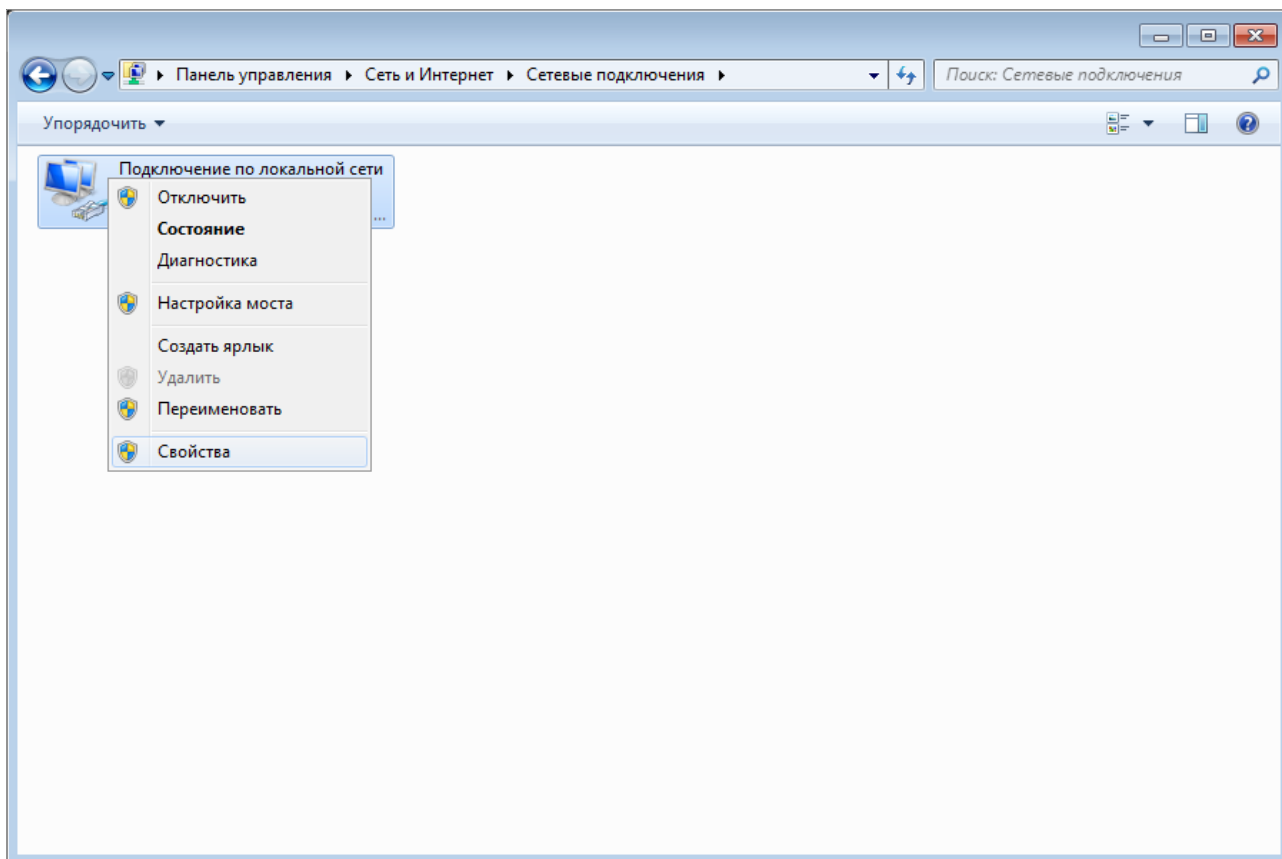 Панель управления Сеть и Интернет Сетевые подключения Поиск: Сетевые подключения
Упорядочить
Подключение по локальной сети
...
Отключить
Состояние
Диагностика
Настройка моста
Создать ярлык
Удалить
Переименовать
Свойства